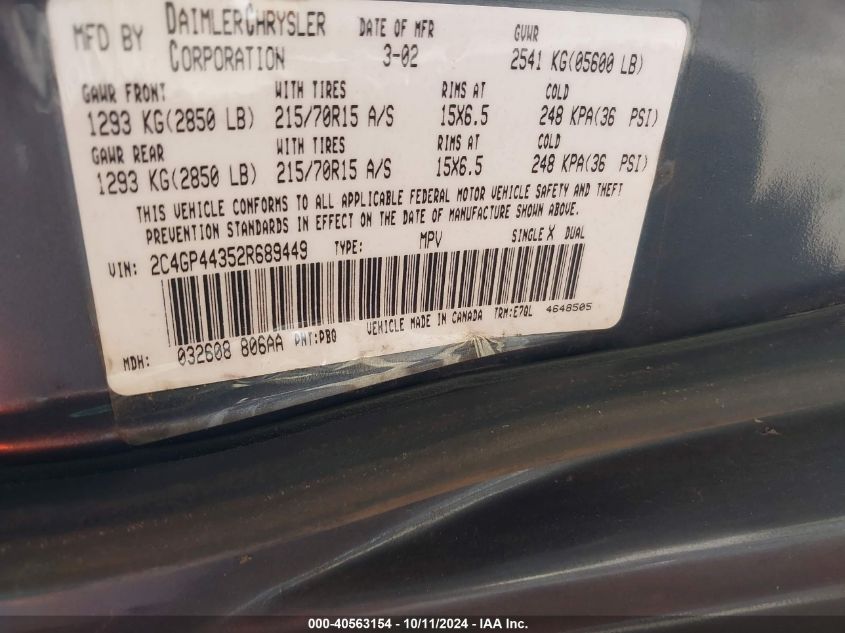 MFD BY DAIMLERCHRYSLER CORPORATION DATE OF MFR 3-02 GVWR 2541 KG(05600 LB)
GAWR FRONT WITH TIRES RIMS AT COLD
1293 KG(2850 LB) 215/70R15 A/S 15X6.5 248 KPA(36 PSI)
GAWR REAR WITH TIRES RIMS AT COLD
1293 KG(2850 LB) 215/70R15 A/S 15X6.5 248 KPA(36 PSI)
THIS VEHICLE CONFORMS TO ALL APPLICABLE FEDERAL MOTOR VEHICLE SAFETY AND THEFT
PREVENTION STANDARDS IN EFFECT ON THE DATE OF MANUFACTURE SHOWN ABOVE.
VIN: 2C4GP44352R689449 TYPE: MPV SINGLE X DUAL
MDH: 032608 806AA PNT:PBQ VEHICLE MADE IN CANADA TRM:E7QL 4648505
000-40563154 - 10/11/2024 - IAA Inc.